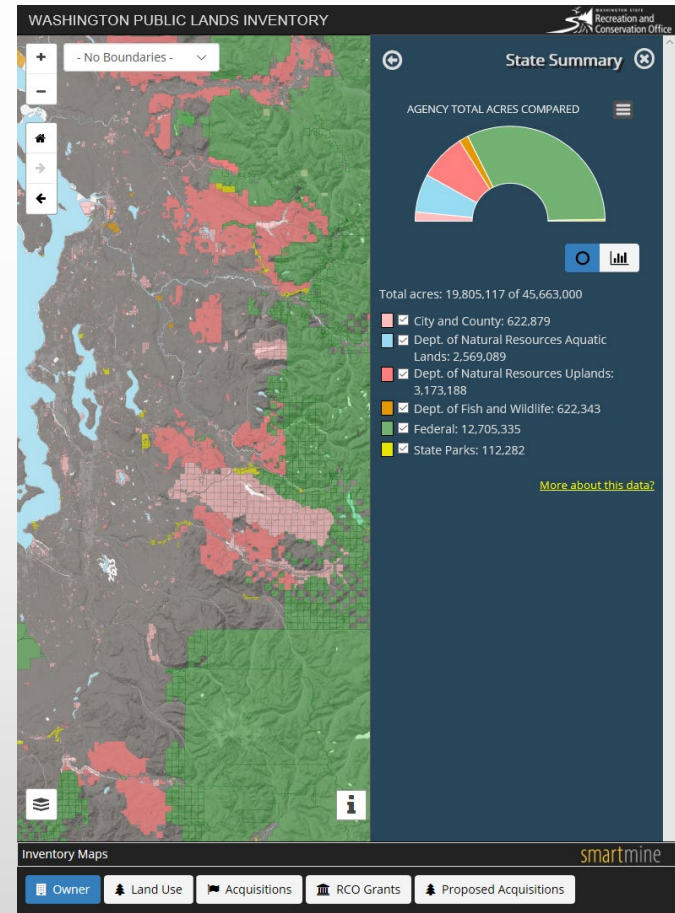 WASHINGTON PUBLIC LANDS INVENTORY
WASHINGTON STATE
Recreation and
Conservation Office
- No Boundaries -
State Summary
AGENCY TOTAL ACRES COMPARED
Total acres: 19,805,117 of 45,663,000
City and County: 622,879
Dept. of Natural Resources Aquatic
Lands: 2,569,089
Dept. of Natural Resources Uplands:
3,173,188
Dept. of Fish and Wildlife: 622,343
Federal: 12,705,335
State Parks: 112,282
More about this data?
Inventory Maps
smartmine
Owner
Land Use
Acquisitions
RCO Grants
Proposed Acquisitions